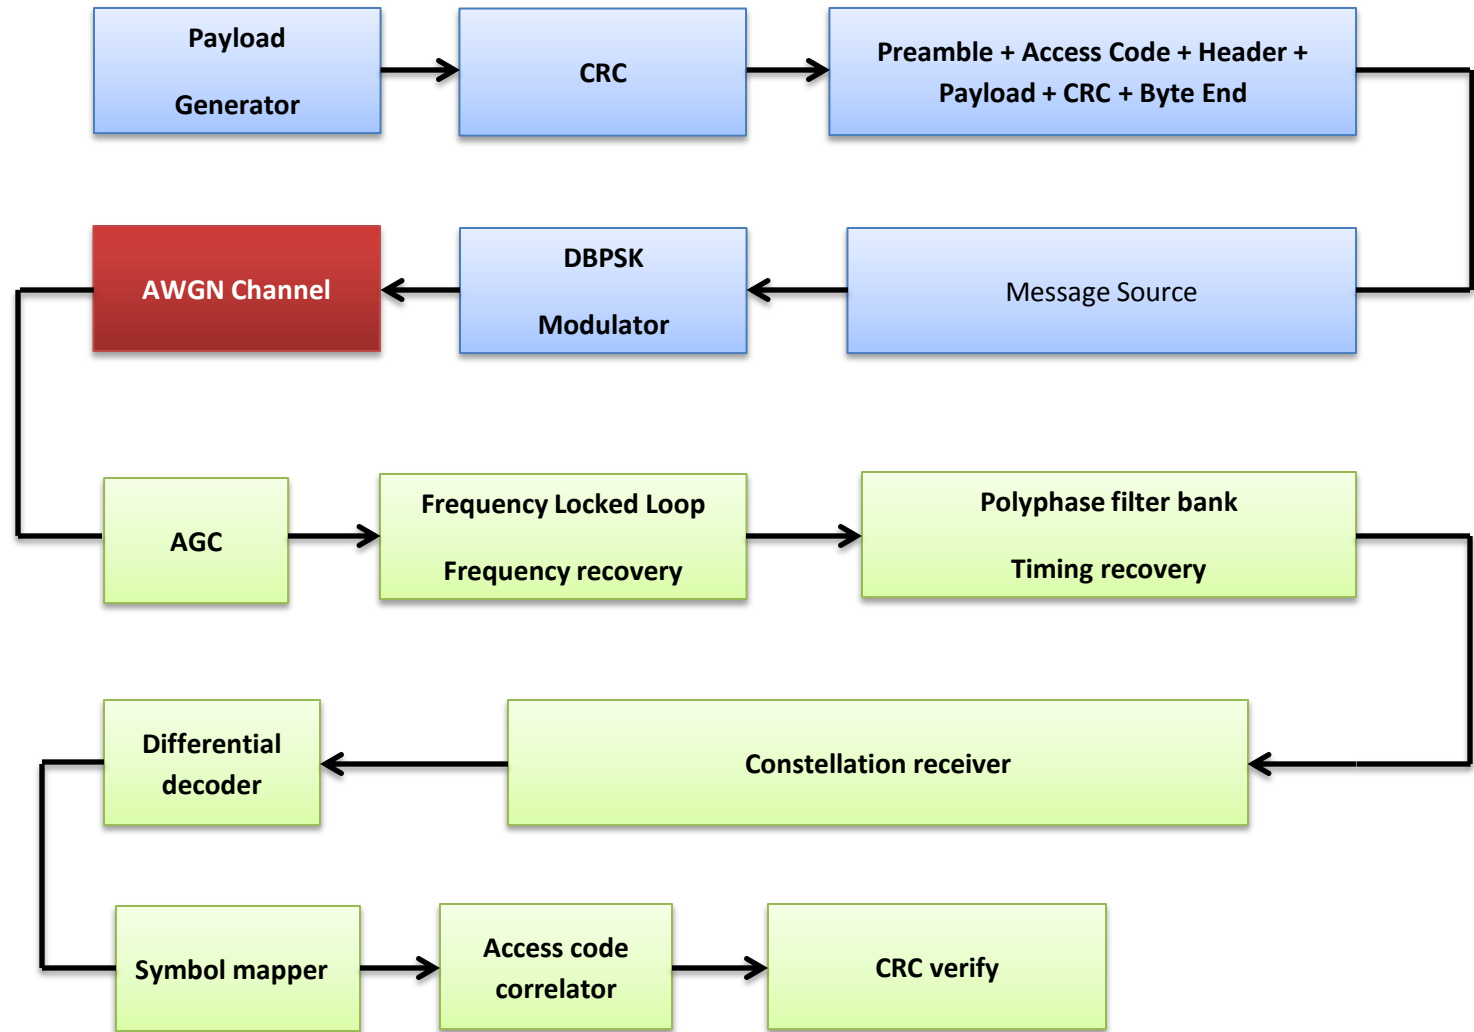 Payload
Generator
CRC
Preamble + Access Code + Header +
Payload + CRC + Byte End
AWGN Channel
DBPSK
Modulator
Message Source
AGC
Frequency Locked Loop
Frequency recovery
Polyphase filter bank
Timing recovery
Differential
decoder
Constellation receiver
Symbol mapper
Access code
correlator
CRC verify